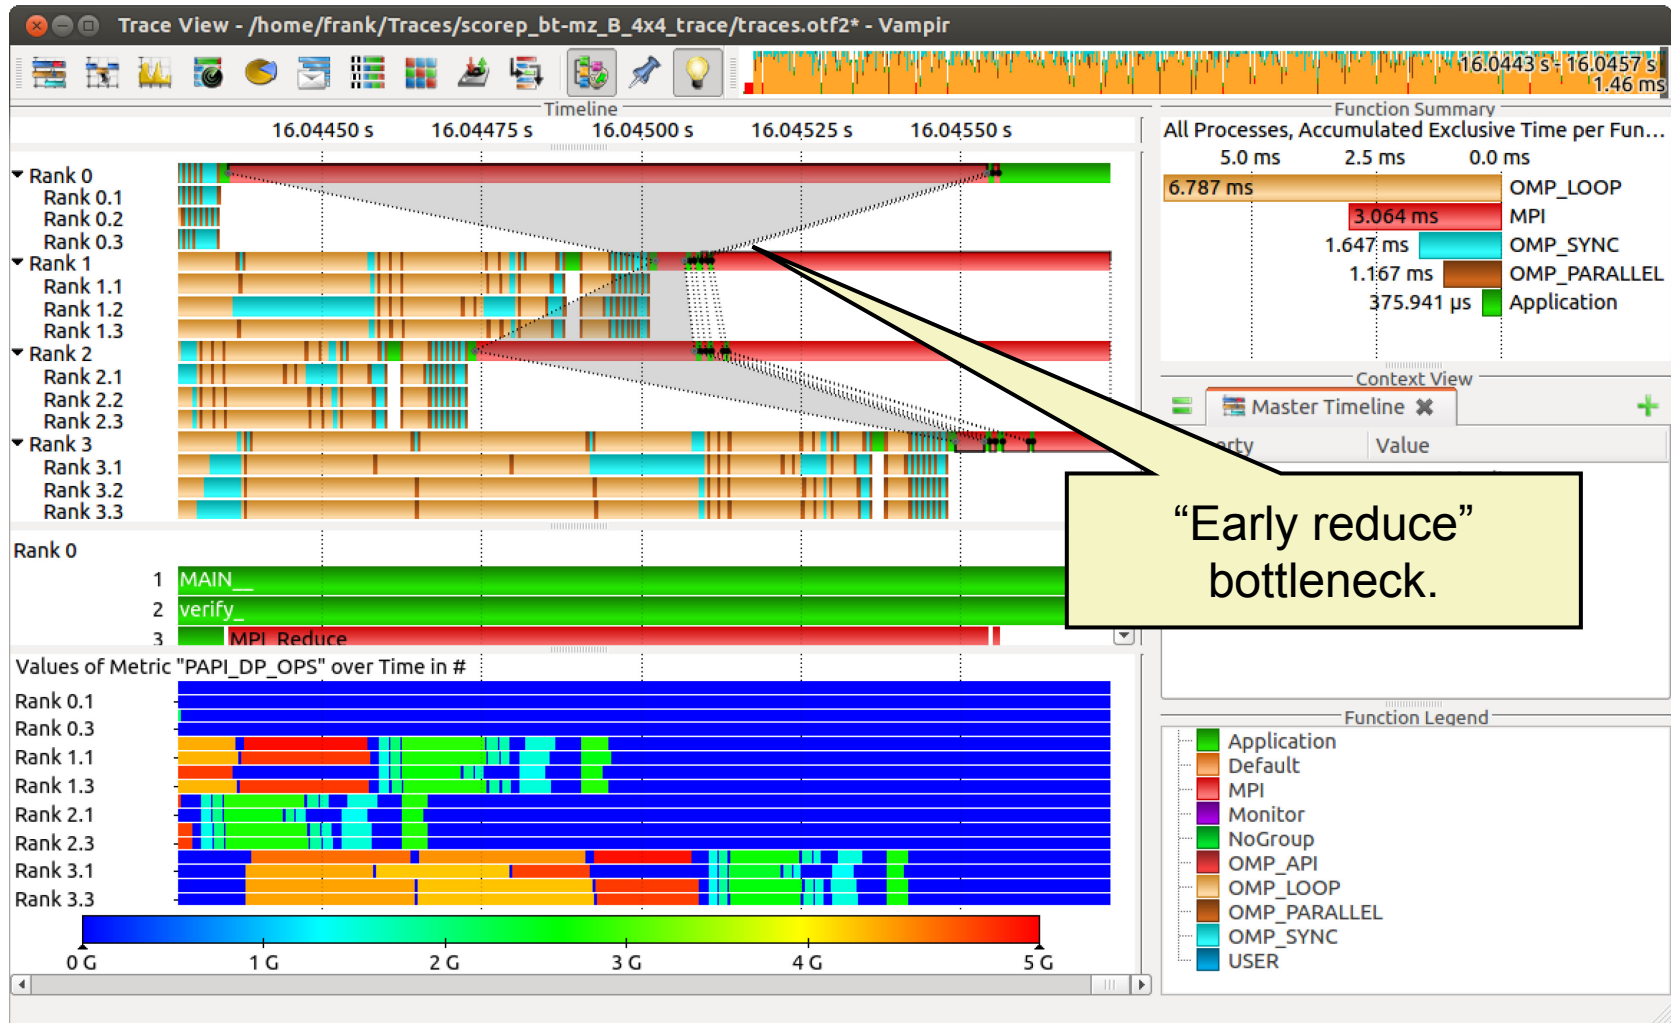 Trace View - /home/frank/Traces/scorep_bt-mz_B_4x4_trace/traces.otf2* - Vampir
16.0443 s - 16.0457 s
1.46 ms
Timeline
16.04450 s 16.04475 s 16.04500 s 16.04525 s 16.04550 s
Rank 0
Rank 0.1
Rank 0.2
Rank 0.3
Rank 1
Rank 1.1
Rank 1.2
Rank 1.3
Rank 2
Rank 2.1
Rank 2.2
Rank 2.3
Rank 3
Rank 3.1
Rank 3.2
Rank 3.3
Rank 0
1 MAIN__
2 verify_
3 MPI_Reduce
Values of Metric "PAPI_DP_OPS" over Time in #
Rank 0.1
Rank 0.3
Rank 1.1
Rank 1.3
Rank 2.1
Rank 2.3
Rank 3.1
Rank 3.3
0 G 1 G 2 G 3 G 4 G 5 G
Function Summary
All Processes, Accumulated Exclusive Time per Fun...
5.0 ms 2.5 ms 0.0 ms
6.787 ms OMP_LOOP
3.064 ms MPI
1.647 ms OMP_SYNC
1.167 ms OMP_PARALLEL
375.941 µs Application
Context View
Master Timeline
erty Value
“Early reduce”
bottleneck.
Function Legend
Application
Default
MPI
Monitor
NoGroup
OMP_API
OMP_LOOP
OMP_PARALLEL
OMP_SYNC
USER